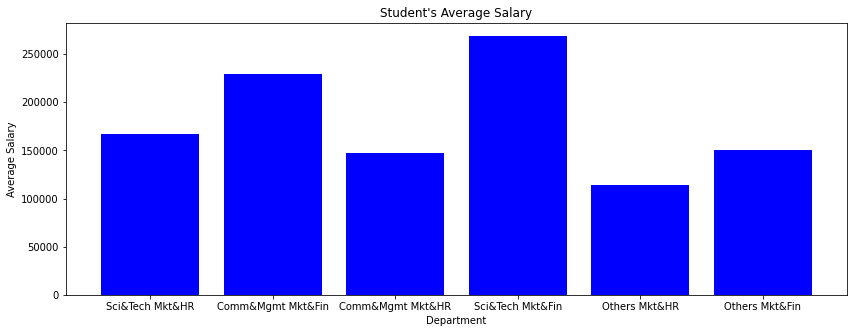 Student's Average Salary
Average Salary
250000
200000
150000
100000
50000
0
Sci&Tech Mkt&HR Comm&Mgmt Mkt&Fin Comm&Mgmt Mkt&HR Sci&Tech Mkt&Fin Others Mkt&HR Others Mkt&Fin
Department